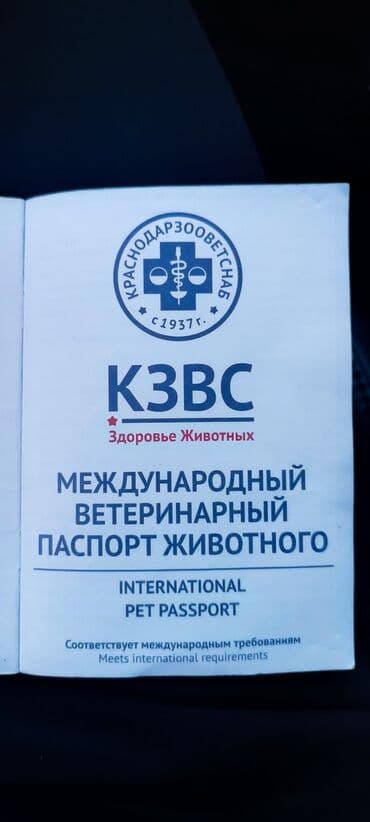 КРАСНОДАРЗООВЕТСНАБ
с 1937 г.
КЗВС
Здоровье Животных
МЕЖДУНАРОДНЫЙ
ВЕТЕРИНАРНЫЙ
ПАСПОРТ ЖИВОТНОГО
INTERNATIONAL
PET PASSPORT
Соответствует международным требованиям
Meets international requirements